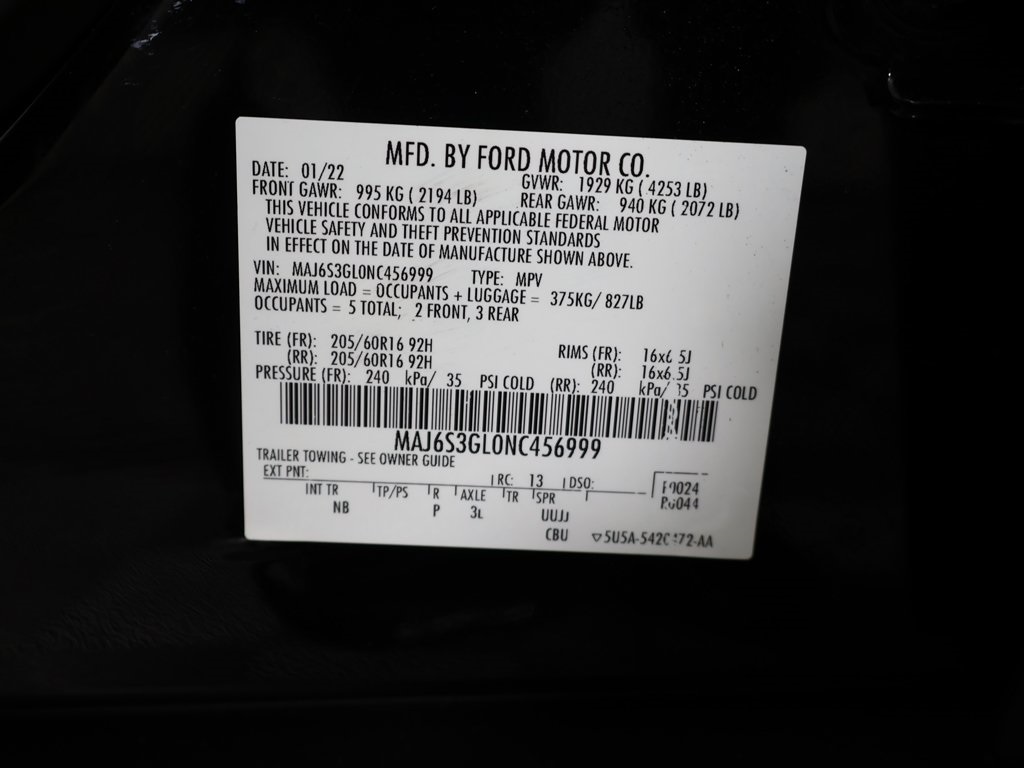 MFD. BY FORD MOTOR CO.
DATE: 01/22 GVWR: 1929 KG ( 4253 LB)
FRONT GAWR: 995 KG ( 2194 LB) REAR GAWR: 940 KG ( 2072 LB)
THIS VEHICLE CONFORMS TO ALL APPLICABLE FEDERAL MOTOR
VEHICLE SAFETY AND THEFT PREVENTION STANDARDS
IN EFFECT ON THE DATE OF MANUFACTURE SHOWN ABOVE.
VIN: MAJ6S3GL0NC456999 TYPE: MPV
MAXIMUM LOAD = OCCUPANTS + LUGGAGE = 375KG/ 827LB
OCCUPANTS = 5 TOTAL; 2 FRONT, 3 REAR
TIRE (FR): 205/60R16 92H RIMS (FR): 16x6.5J
(RR): 205/60R16 92H (RR): 16x6.5J
PRESSURE (FR): 240 kPa/ 35 PSI COLD (RR): 240 kPa/ 35 PSI COLD
MAJ6S3GL0NC456999
TRAILER TOWING - SEE OWNER GUIDE
EXT PNT: RC: 13 DSO:
INT TR TP/PS R AXLE TR SPR
NB P 3L UUJJ
CBU